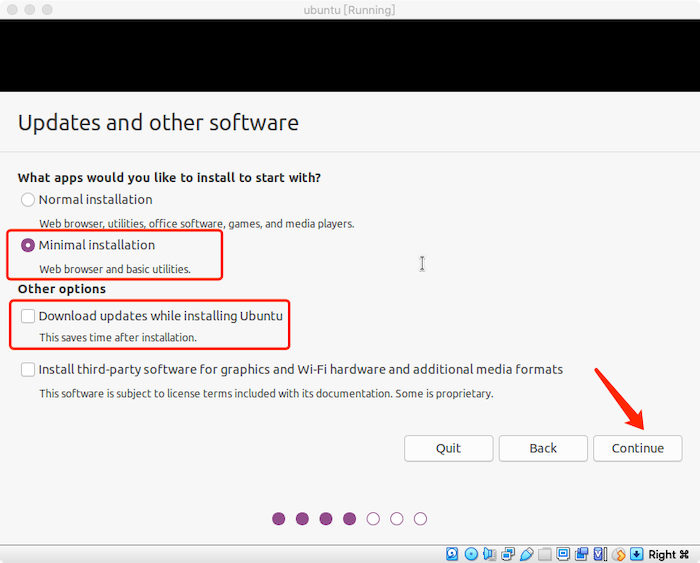 ubuntu [Running]
Updates and other software
What apps would you like to install to start with?
Normal installation
Web browser, utilities, office software, games, and media players.
Minimal installation
Web browser and basic utilities.
Other options
Download updates while installing Ubuntu
This saves time after installation.
Install third-party software for graphics and Wi-Fi hardware and additional media formats
This software is subject to license terms included with its documentation. Some is proprietary.
Quit Back Continue
Right ⌘